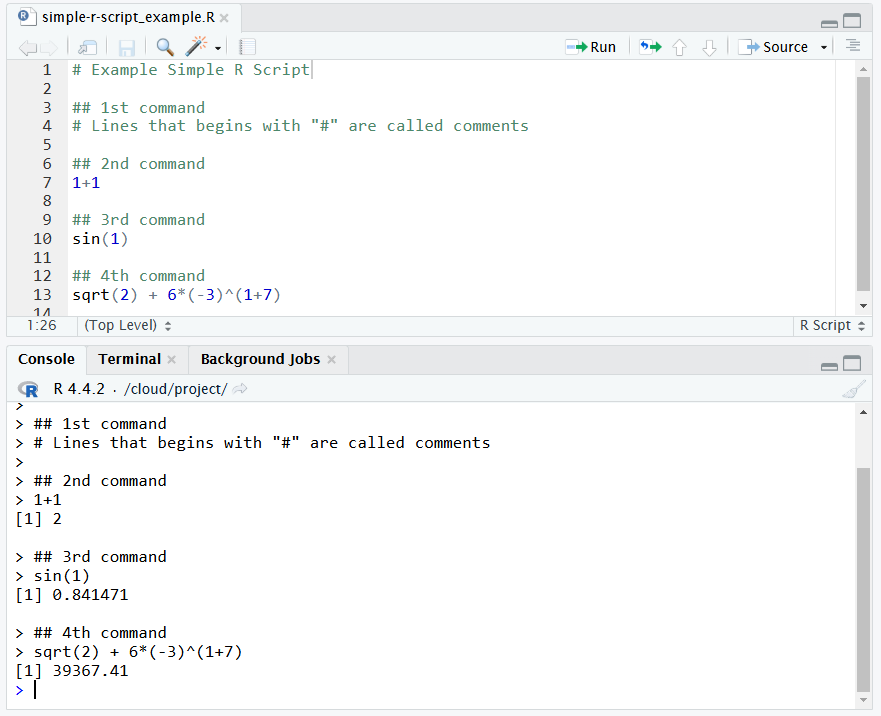 simple-r-script_example.R
Run
Source
1 # Example Simple R Script
2
3 ## 1st command
4 # Lines that begins with "#" are called comments
5
6 ## 2nd command
7 1+1
8
9 ## 3rd command
10 sin(1)
11
12 ## 4th command
13 sqrt(2) + 6*(-3)^(1+7)
14
1:26 (Top Level) R Script
Console Terminal Background Jobs
R R 4.4.2 · /cloud/project/
>
> ## 1st command
> # Lines that begins with "#" are called comments
>
> ## 2nd command
> 1+1
[1] 2
> ## 3rd command
> sin(1)
[1] 0.841471
> ## 4th command
> sqrt(2) + 6*(-3)^(1+7)
[1] 39367.41
>